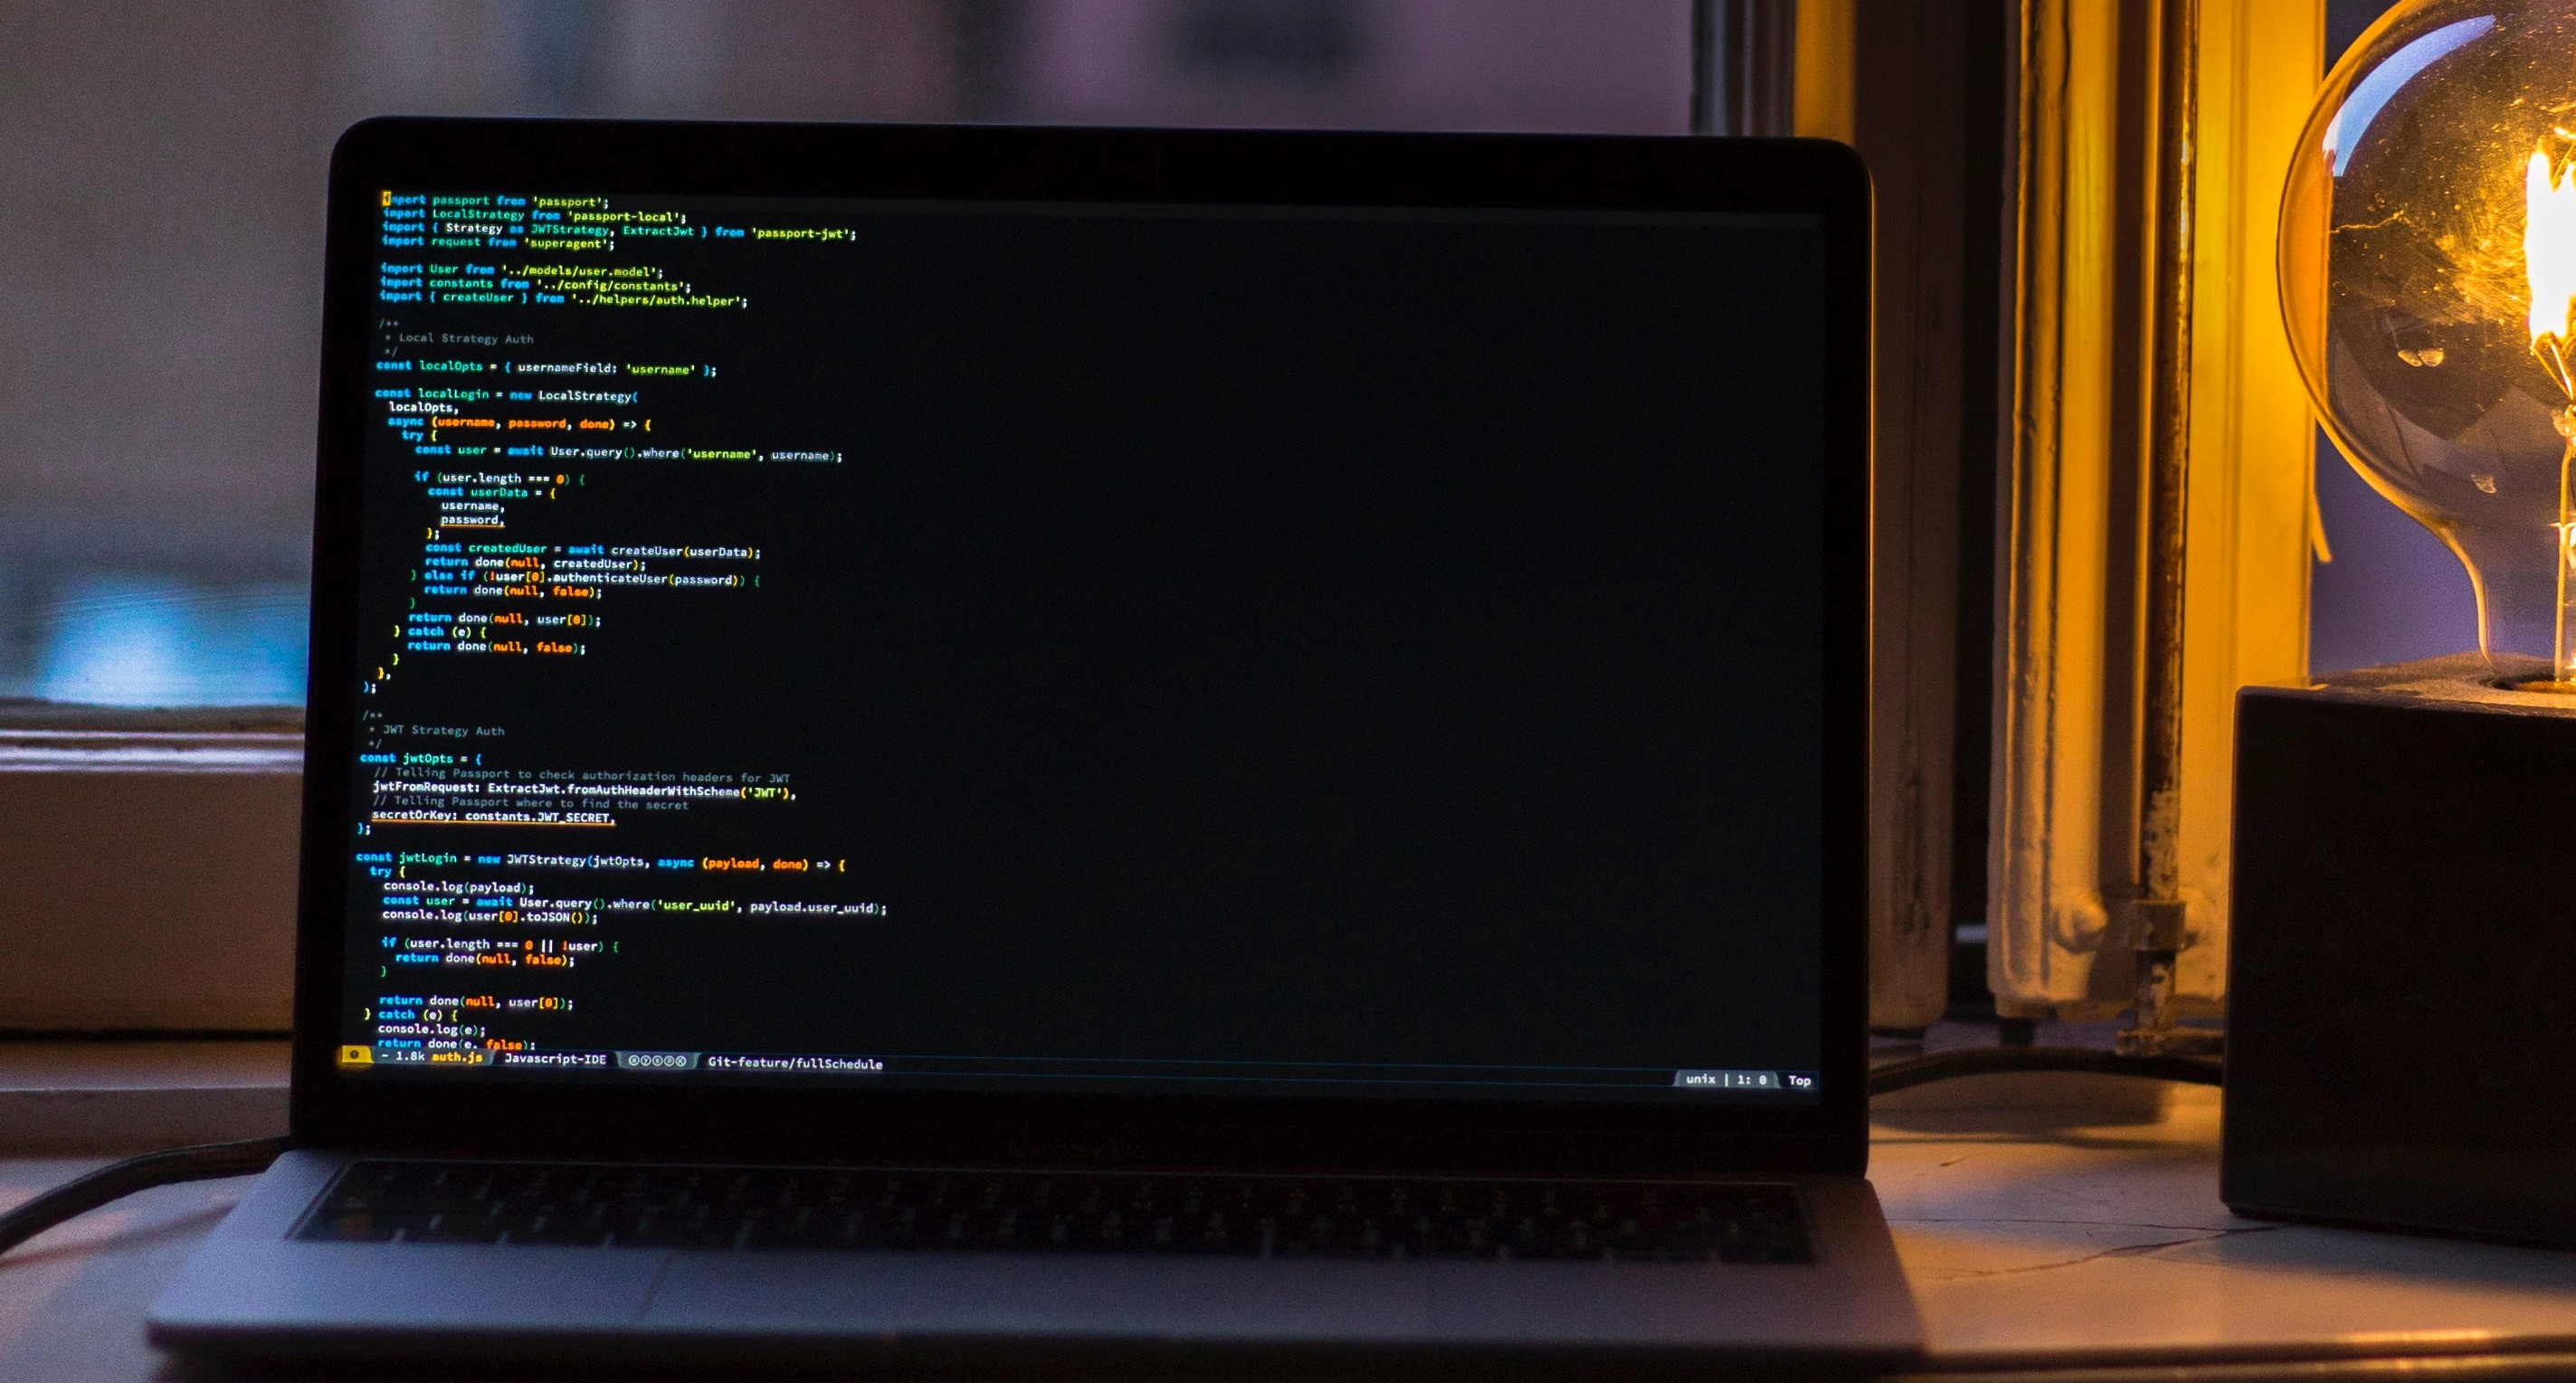 import passport from 'passport';
import LocalStrategy from 'passport-local';
import { Strategy as JWTStrategy, ExtractJwt } from 'passport-jwt';
import request from 'superagent';
import User from '../models/user.model';
import constants from '../config/constants';
import { createUser } from '../helpers/auth.helper';
/**
* Local Strategy Auth
*/
const localOpts = { usernameField: 'username' };
const localLogin = new LocalStrategy(
localOpts,
async (username, password, done) => {
try {
const user = await User.query().where('username', username);
if (user.length === 0) {
const userData = {
username,
password,
};
const createdUser = await createUser(userData);
return done(null, createdUser);
} else if (!user[0].authenticateUser(password)) {
return done(null, false);
}
return done(null, user[0]);
} catch (e) {
return done(null, false);
}
},
);
/**
* JWT Strategy Auth
*/
const jwtOpts = {
// Telling Passport to check authorization headers for JWT
jwtFromRequest: ExtractJwt.fromAuthHeaderWithScheme('JWT'),
// Telling Passport where to find the secret
secretOrKey: constants.JWT_SECRET,
};
const jwtLogin = new JWTStrategy(jwtOpts, async (payload, done) => {
try {
console.log(payload);
const user = await User.query().where('user_uuid', payload.user_uuid);
console.log(user[0].toJSON());
if (user.length === 0 || !user) {
return done(null, false);
}
return done(null, user[0]);
} catch (e) {
console.log(e);
return done(e, false);
- 1.8k auth.js Javascript-IDE Git-feature/fullSchedule unix | 1: 0 Top